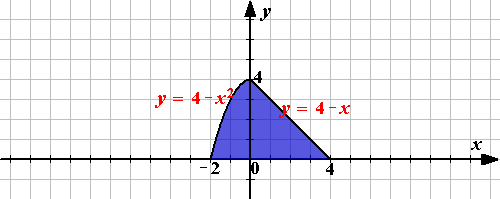 y
4
y = 4 - x²
y = 4 - x
x
-2
0
4